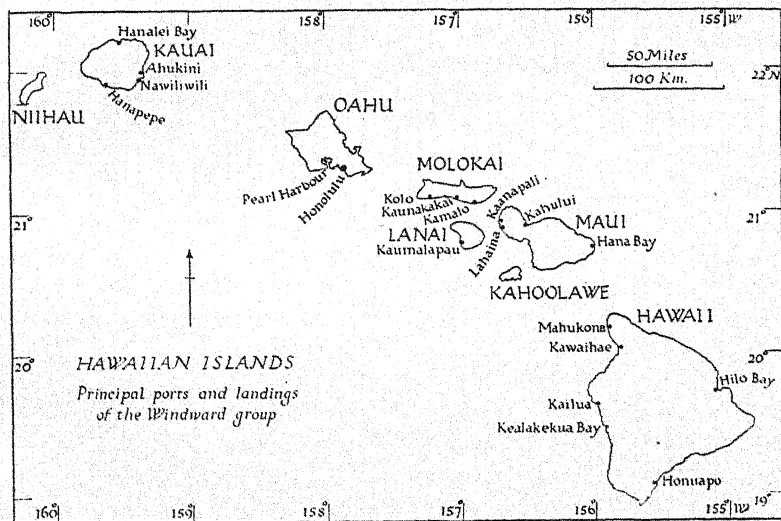 160°
158°
157°
156°
155°W
Hanalei Bay
KAUAI
Ahukini
Nawiliwili
Hanapepe
NIIHAU
50 Miles
100 Km.
22°N
OAHU
Pearl Harbour
Honolulu
MOLOKAI
Kolo
Kaunakakai
Kamalo
Kaanapali
Kahului
MAUI
Hana Bay
21°
21°
LANAI
Kaumalapau
Lahaina
KAHOOLAWE
HAWAII
Mahukona
Kawaihae
20°
20°
Hilo Bay
Kailua
Kealakekua Bay
Honuapo
HAWAIIAN ISLANDS
Principal ports and landings
of the Windward group
19°
160°
159°
158°
157°
156°
155°W